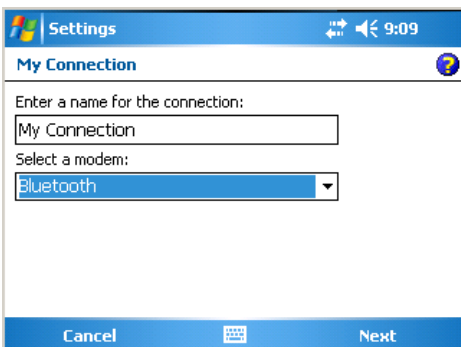 Settings 9:09
My Connection
Enter a name for the connection:
My Connection
Select a modem:
Bluetooth
Cancel Next